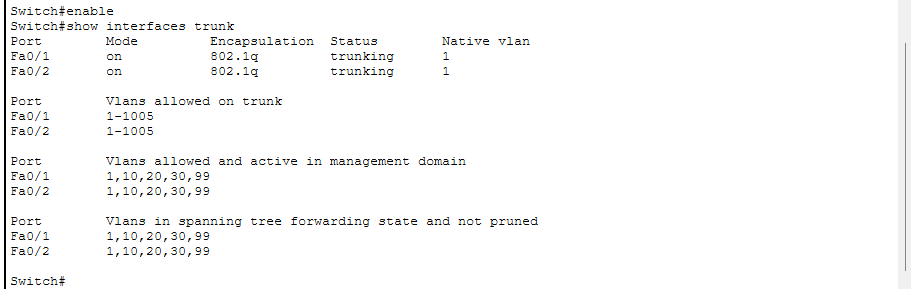 Switch#enable
Switch#show interfaces trunk
Port        Mode         Encapsulation  Status        Native vlan
Fa0/1       on           802.1q         trunking      1
Fa0/2       on           802.1q         trunking      1

Port        Vlans allowed on trunk
Fa0/1       1-1005
Fa0/2       1-1005

Port        Vlans allowed and active in management domain
Fa0/1       1,10,20,30,99
Fa0/2       1,10,20,30,99

Port        Vlans in spanning tree forwarding state and not pruned
Fa0/1       1,10,20,30,99
Fa0/2       1,10,20,30,99

Switch#